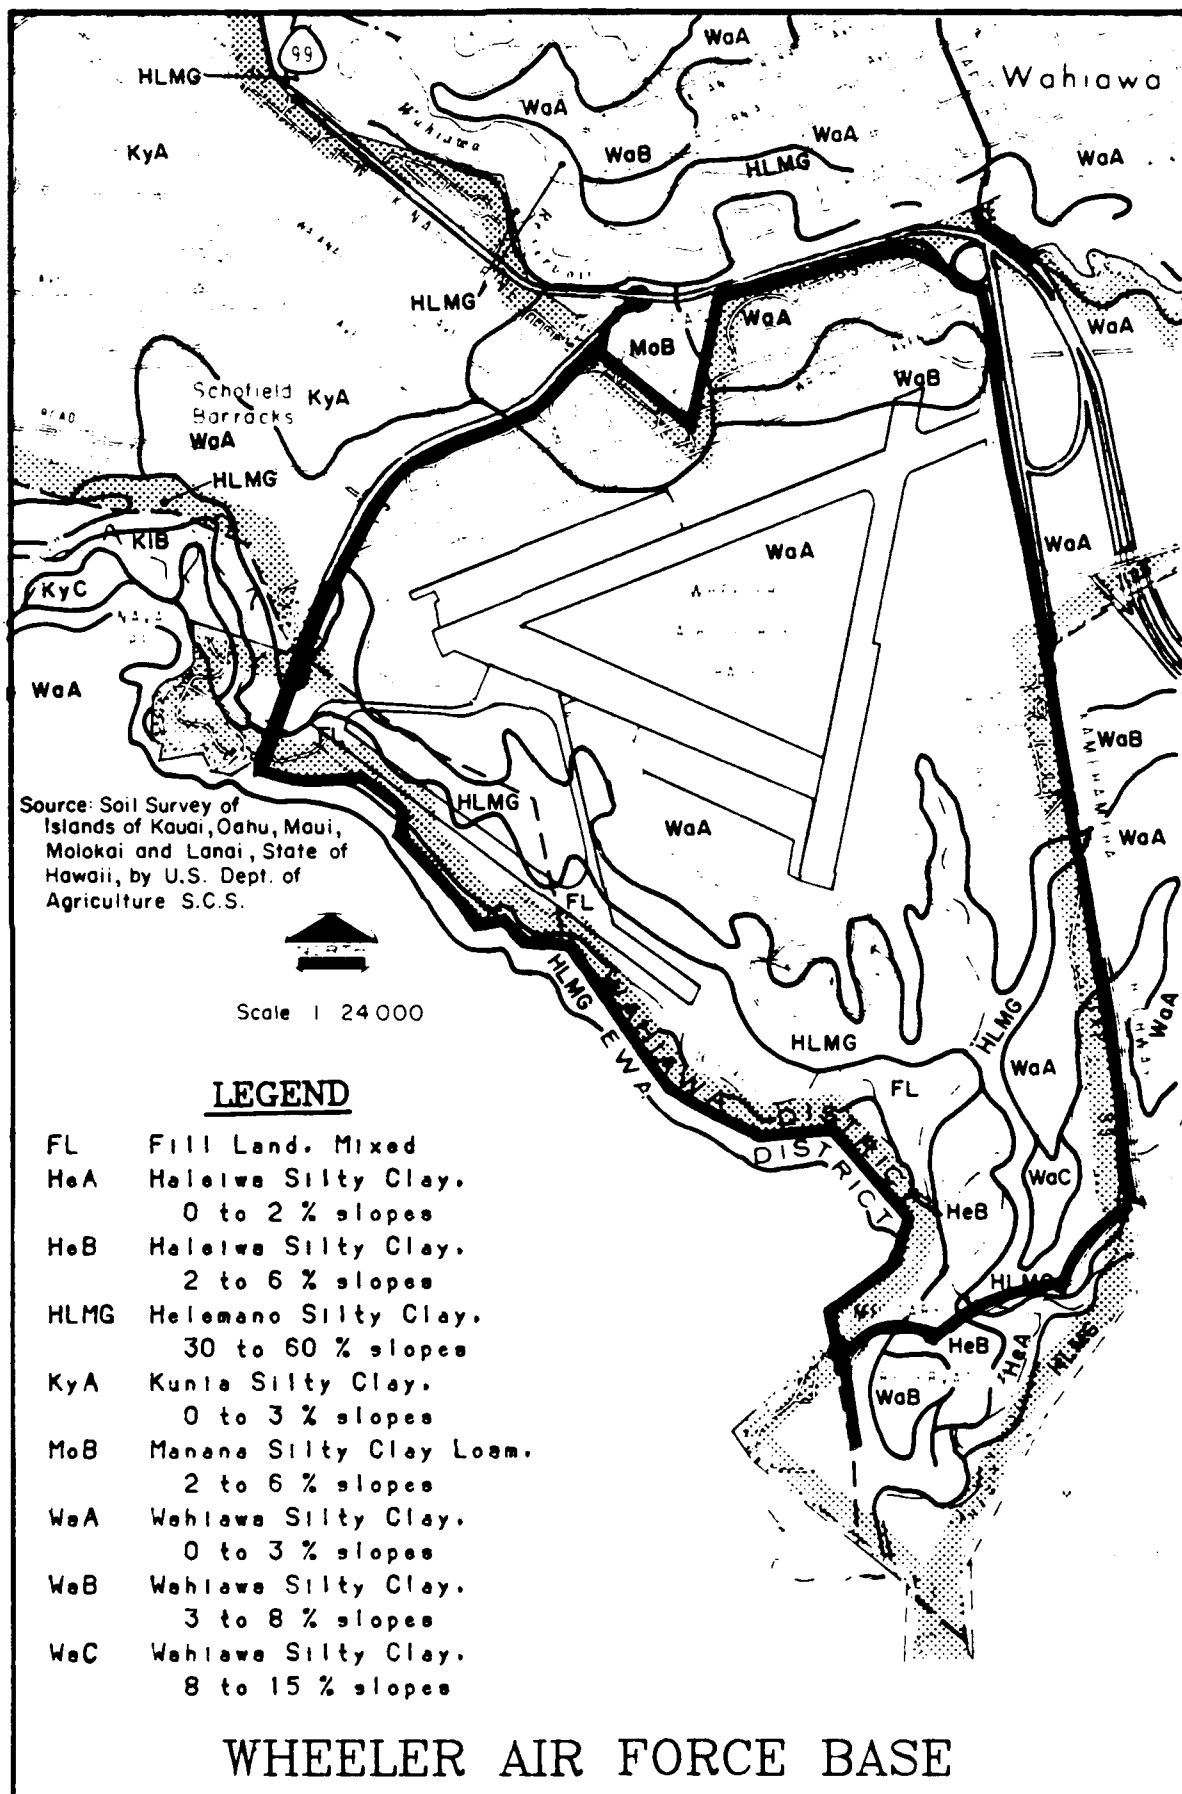 99
HLMG
WaA
Wahiawa
Wahiawa
WaA
WaA
KyA
WaB
HLMG
WaA
Reservoir
HLMG
WaA
WaA
MoB
WaB
Schofield
Barracks
KyA
WaA
ROAD
HLMG
KlB
WaA
WaA
KyC
WaA
WaB
FL
HLMG
WaA
WaA
Source: Soil Survey of
Islands of Kauai, Oahu, Maui,
Molokai and Lanai, State of
Hawaii, by U.S. Dept. of
Agriculture S.C.S.
FL
HLMG
HLMG
WaA
Scale 1 24000
HLMG
WaA
FL
WAHIAWA DISTRICT
EWA DISTRICT
WaC
HeB
HLMG
HeB
HeA
HLMG
WaB
LEGEND
FL Fill Land. Mixed
HeA Haleiwa Silty Clay.
0 to 2 % slopes
HeB Haleiwa Silty Clay.
2 to 6 % slopes
HLMG Helemano Silty Clay.
30 to 60 % slopes
KyA Kunia Silty Clay.
0 to 3 % slopes
MoB Manana Silty Clay Loam.
2 to 6 % slopes
WaA Wahiawa Silty Clay.
0 to 3 % slopes
WaB Wahiawa Silty Clay.
3 to 8 % slopes
WaC Wahiawa Silty Clay.
8 to 15 % slopes
WHEELER AIR FORCE BASE